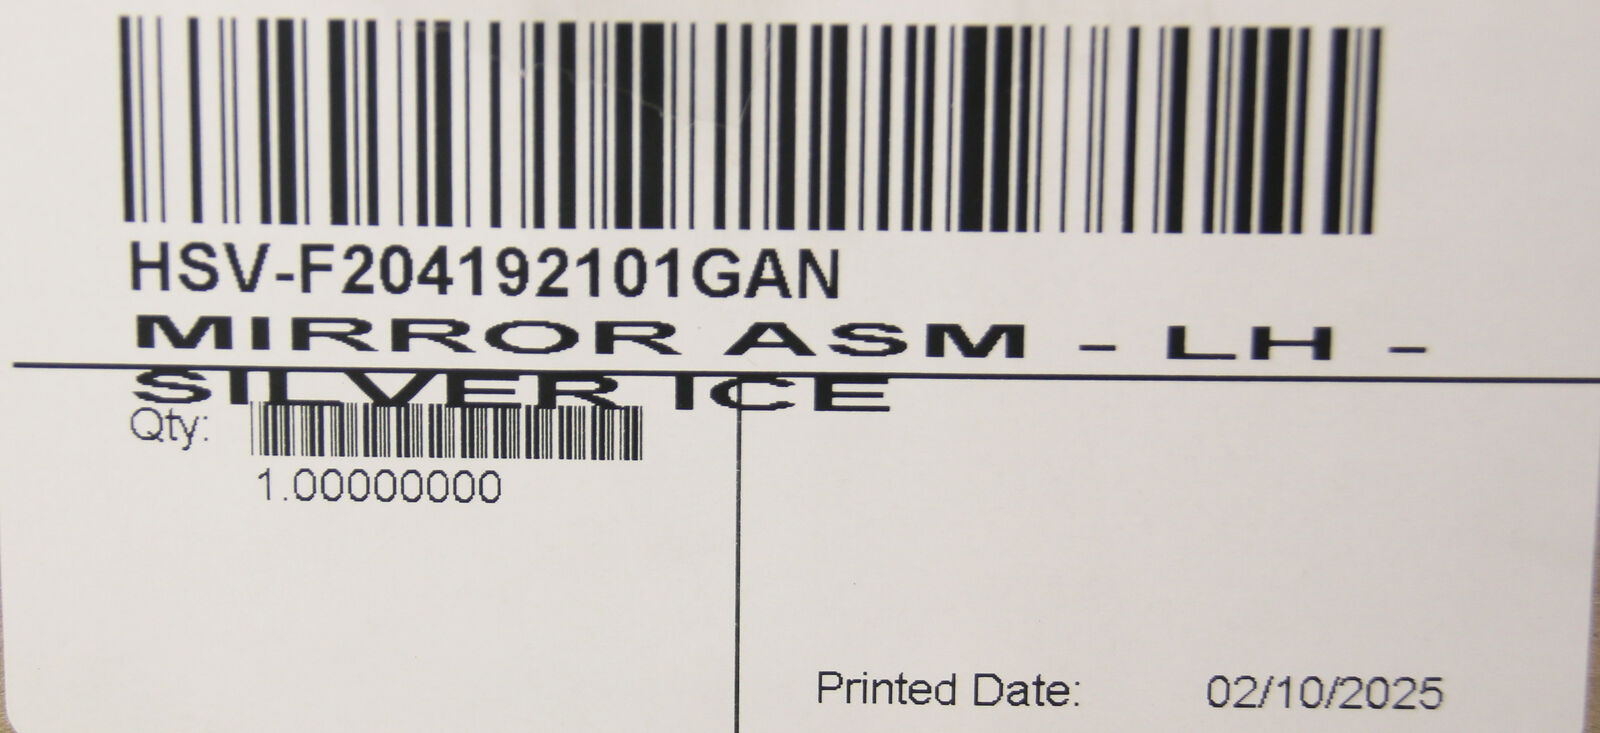 HSV-F204192101GAN
MIRROR ASM - LH -
SILVER ICE
Qty:
1.00000000
Printed Date: 02/10/2025